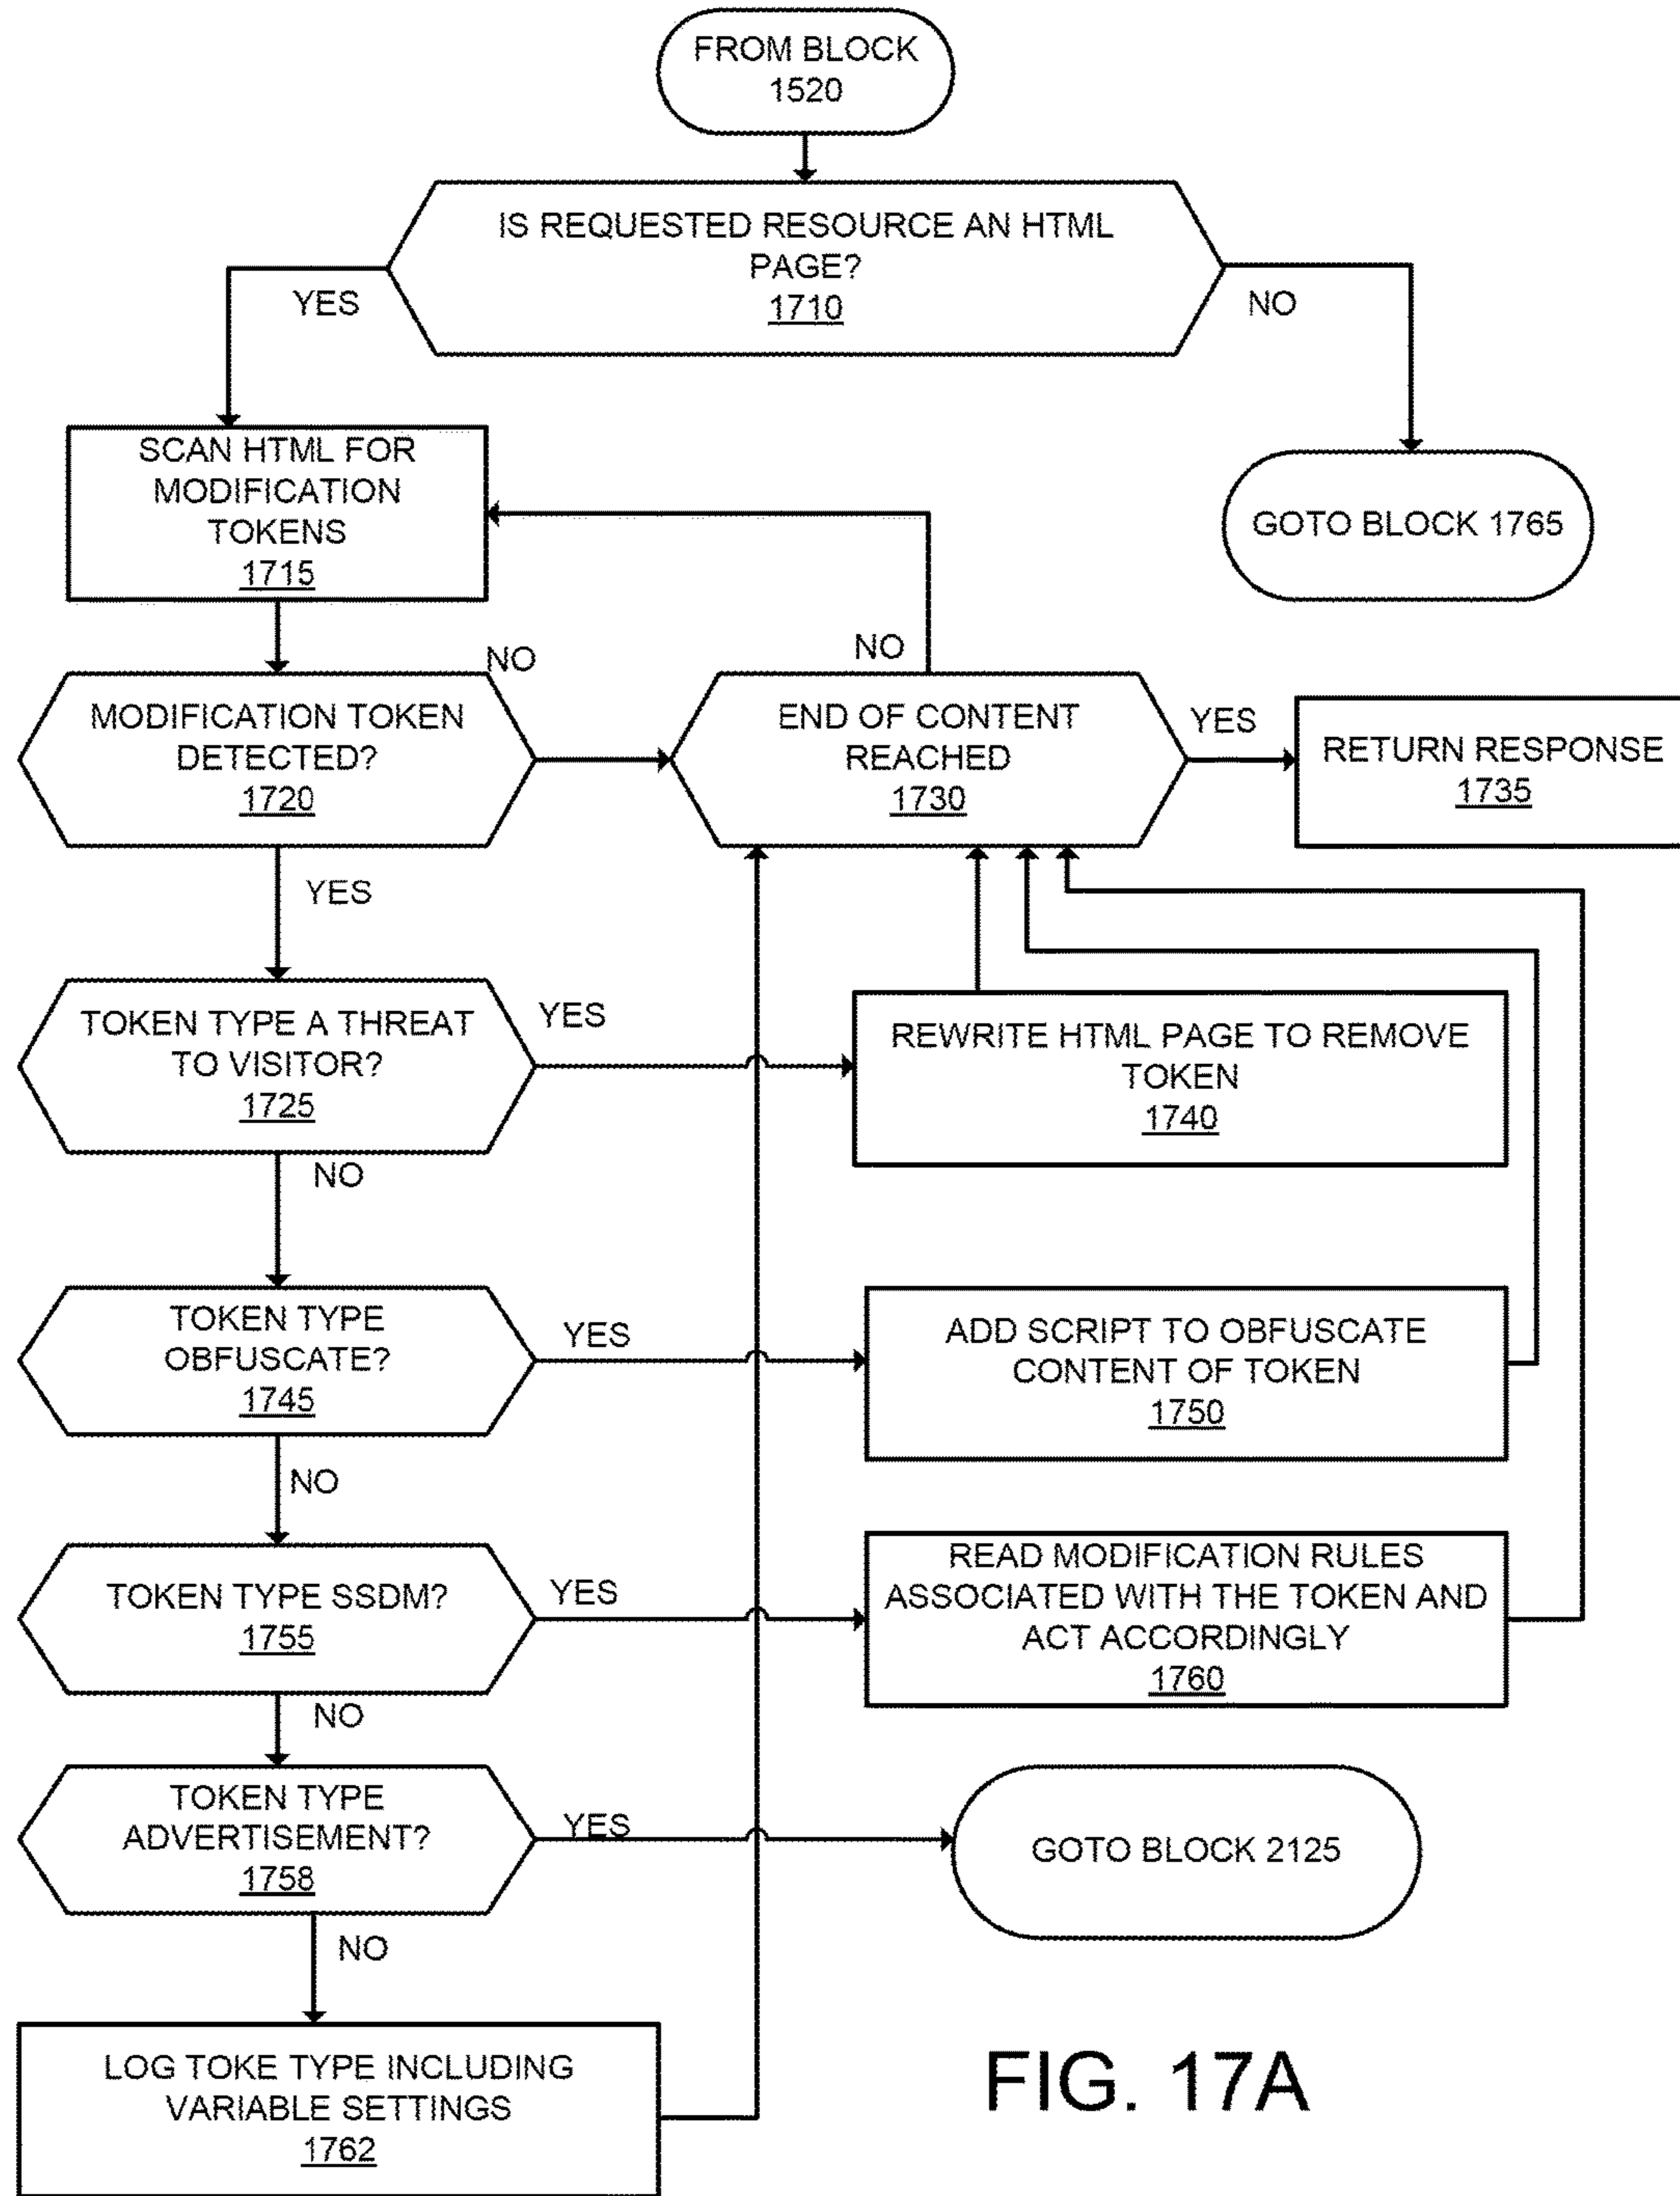 FROM BLOCK
1520
IS REQUESTED RESOURCE AN HTML
PAGE?
1710
YES
NO
SCAN HTML FOR
MODIFICATION
TOKENS
1715
GOTO BLOCK 1765
NO
NO
MODIFICATION TOKEN
DETECTED?
1720
END OF CONTENT
REACHED
1730
YES
RETURN RESPONSE
1735
YES
TOKEN TYPE A THREAT
TO VISITOR?
1725
YES
REWRITE HTML PAGE TO REMOVE
TOKEN
1740
NO
TOKEN TYPE
OBFUSCATE?
1745
YES
ADD SCRIPT TO OBFUSCATE
CONTENT OF TOKEN
1750
NO
TOKEN TYPE SSDM?
1755
YES
READ MODIFICATION RULES
ASSOCIATED WITH THE TOKEN AND
ACT ACCORDINGLY
1760
NO
TOKEN TYPE
ADVERTISEMENT?
1758
YES
GOTO BLOCK 2125
NO
LOG TOKE TYPE INCLUDING
VARIABLE SETTINGS
1762
FIG. 17A